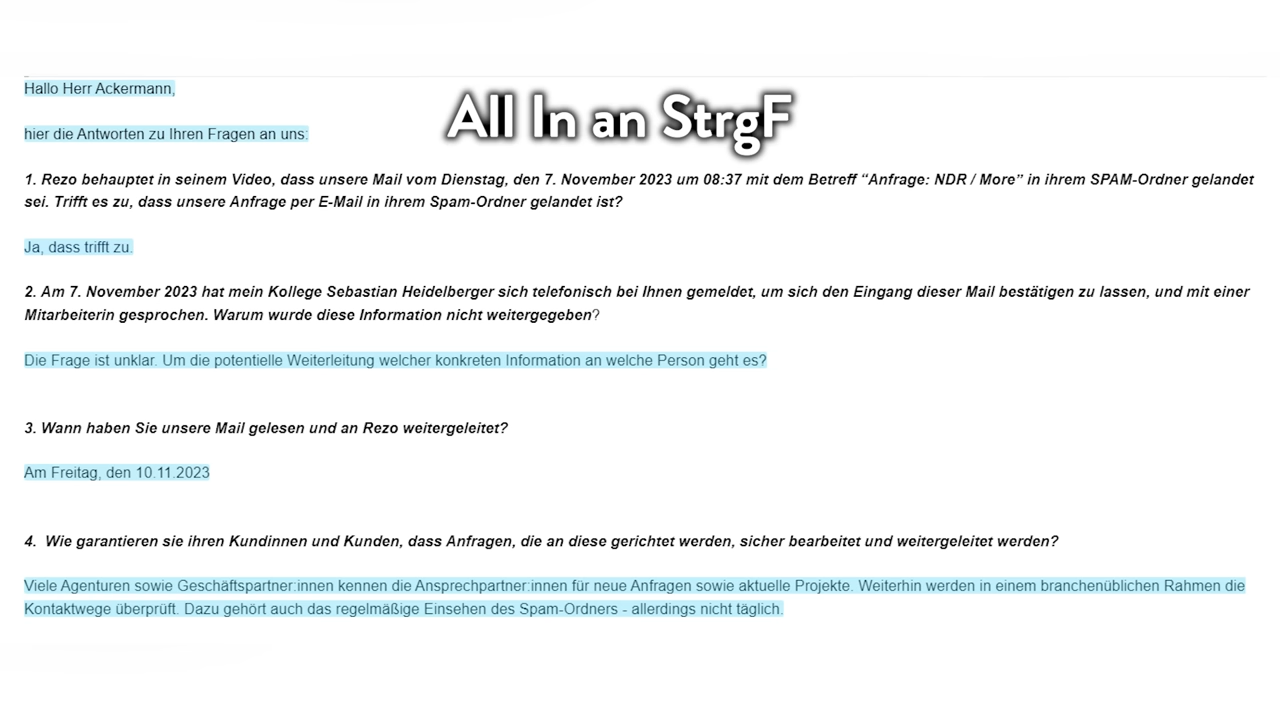 Hallo Herr Ackermann,
All In an StrgF
hier die Antworten zu Ihren Fragen an uns:
1. Rezo behauptet in seinem Video, dass unsere Mail vom Dienstag, den 7. November 2023 um 08:37 mit dem Betreff “Anfrage: NDR / More” in ihrem SPAM-Ordner gelandet
sei. Trifft es zu, dass unsere Anfrage per E-Mail in ihrem Spam-Ordner gelandet ist?
Ja, dass trifft zu.
2. Am 7. November 2023 hat mein Kollege Sebastian Heidelberger sich telefonisch bei Ihnen gemeldet, um sich den Eingang dieser Mail bestätigen zu lassen, und mit einer
Mitarbeiterin gesprochen. Warum wurde diese Information nicht weitergegeben?
Die Frage ist unklar. Um die potentielle Weiterleitung welcher konkreten Information an welche Person geht es?
3. Wann haben Sie unsere Mail gelesen und an Rezo weitergeleitet?
Am Freitag, den 10.11.2023
4. Wie garantieren sie ihren Kundinnen und Kunden, dass Anfragen, die an diese gerichtet werden, sicher bearbeitet und weitergeleitet werden?
Viele Agenturen sowie Geschäftspartner:innen kennen die Ansprechpartner:innen für neue Anfragen sowie aktuelle Projekte. Weiterhin werden in einem branchenüblichen Rahmen die
Kontaktwege überprüft. Dazu gehört auch das regelmäßige Einsehen des Spam-Ordners - allerdings nicht täglich.